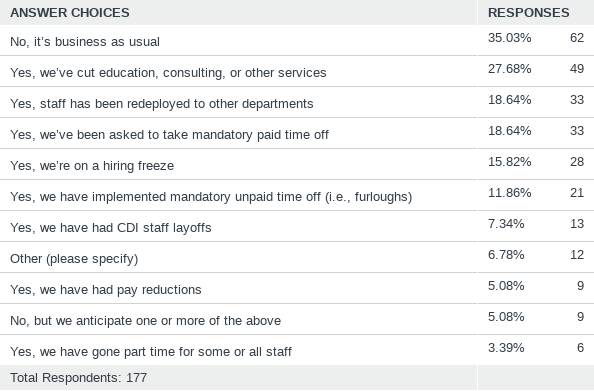 ANSWER CHOICES RESPONSES
No, it’s business as usual 35.03% 62
Yes, we’ve cut education, consulting, or other services 27.68% 49
Yes, staff has been redeployed to other departments 18.64% 33
Yes, we’ve been asked to take mandatory paid time off 18.64% 33
Yes, we’re on a hiring freeze 15.82% 28
Yes, we have implemented mandatory unpaid time off (i.e., furloughs) 11.86% 21
Yes, we have had CDI staff layoffs 7.34% 13
Other (please specify) 6.78% 12
Yes, we have had pay reductions 5.08% 9
No, but we anticipate one or more of the above 5.08% 9
Yes, we have gone part time for some or all staff 3.39% 6
Total Respondents: 177